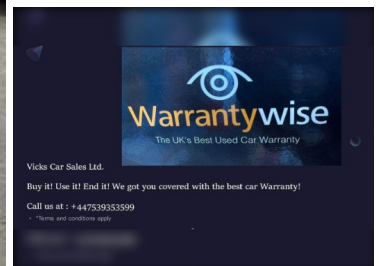 Warrantywise
The UK's Best Used Car Warranty
Vicks Car Sales Ltd.
Buy it! Use it! End it! We got you covered with the best car Warranty!
Call us at : +447539353599
*Terms and conditions apply